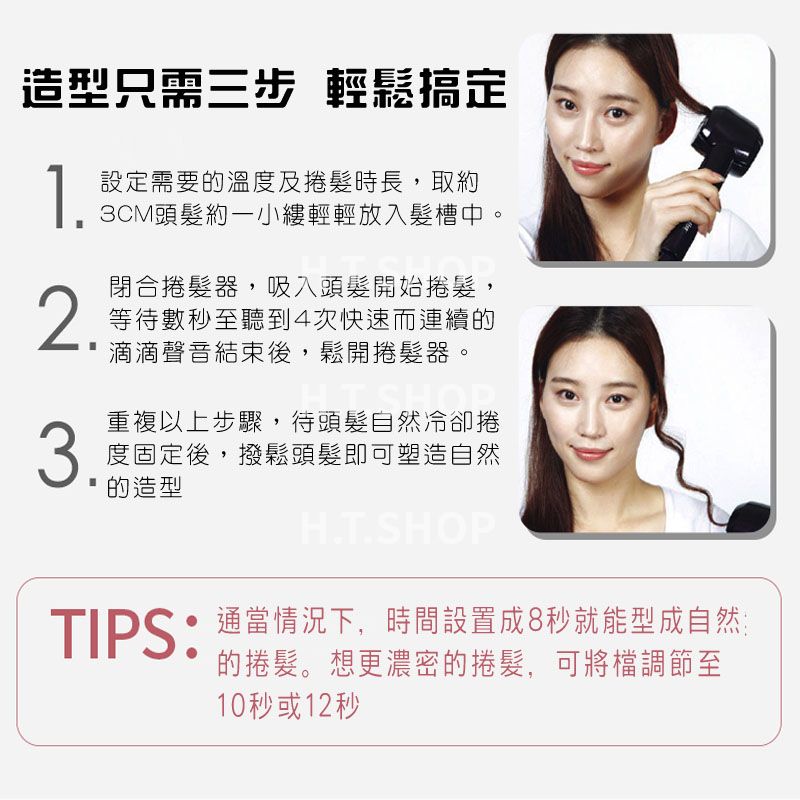 造型只需三步 輕鬆搞定
1. 設定需要的溫度及捲髮時長，取約
3CM頭髮約一小縷輕輕放入髮槽中。
2. 閉合捲髮器，吸入頭髮開始捲髮，
等待數秒至聽到4次快速而連續的
滴滴聲音結束後，鬆開捲髮器。
3. 重複以上步驟，待頭髮自然冷卻捲
度固定後，撥鬆頭髮即可塑造自然
的造型
H.T.SHOP
H.T.SHOP
H.T.SHOP
TIPS：通當情況下，時間設置成8秒就能型成自然
的捲髮。想更濃密的捲髮，可將檔調節至
10秒或12秒